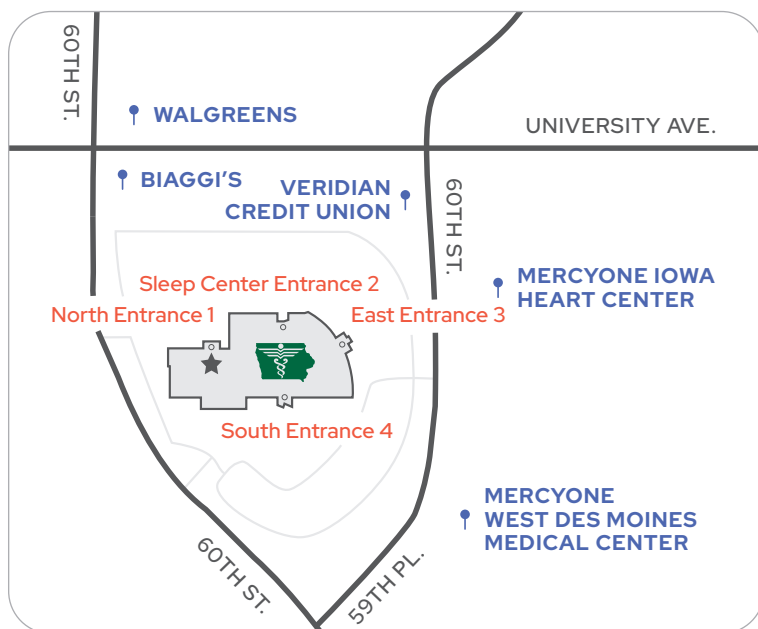 60TH ST.
WALGREENS
UNIVERSITY AVE.
BIAGGI'S
VERIDIAN
CREDIT UNION
60TH ST.
MERCYONE IOWA
HEART CENTER
Sleep Center Entrance 2
North Entrance 1
East Entrance 3
South Entrance 4
MERCYONE
WEST DES MOINES
MEDICAL CENTER
60TH ST.
59TH PL.